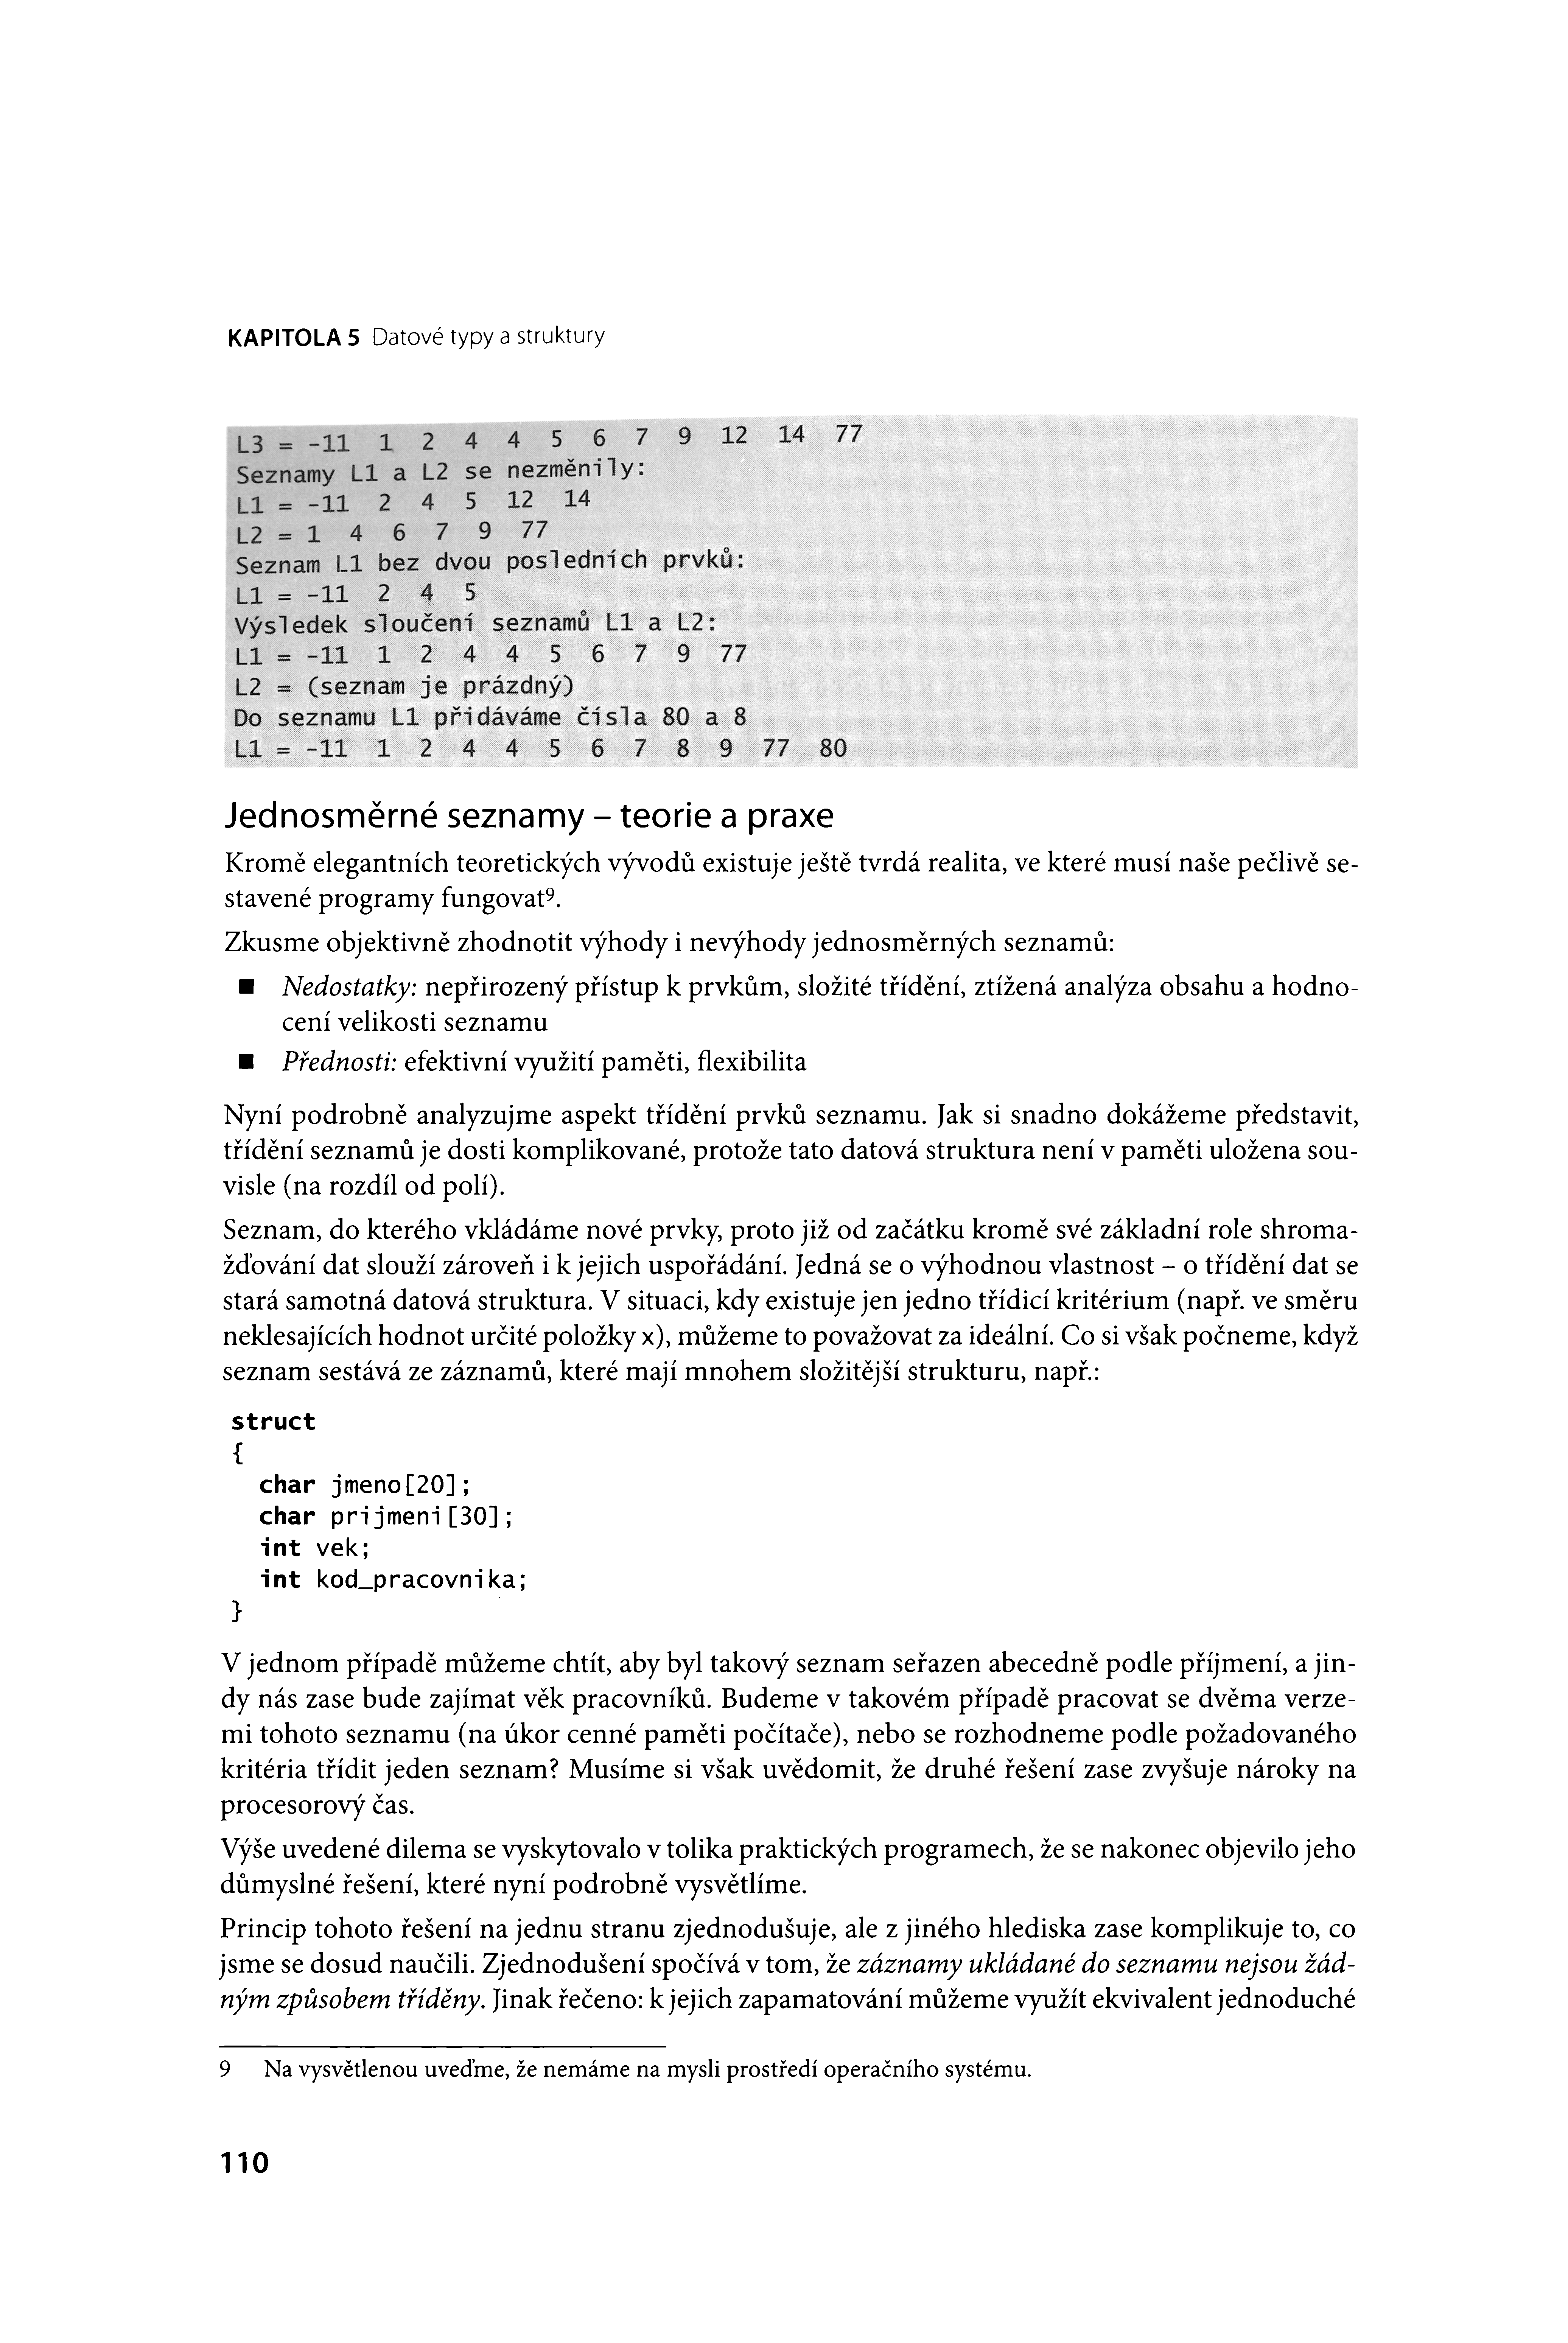 KAPITOLA 5 Datové typy a struktury
L3 = -11 1 2 4 4 5 6 7 9 12 14 77
Seznamy L1 a L2 se nezměnily:
L1 = -11 2 4 5 12 14
L2 = 1 4 6 7 9 77
Seznam L1 bez dvou posledních prvků:
L1 = -11 2 4 5
Výsledek sloučení seznamů L1 a L2:
L1 = -11 1 2 4 4 5 6 7 9 77
L2 = (seznam je prázdný)
Do seznamu L1 přidáváme čísla 80 a 8
L1 = -11 1 2 4 4 5 6 7 8 9 77 80
Jednosměrné seznamy – teorie a praxe
Kromě elegantních teoretických vývodů existuje ještě tvrdá realita, ve které musí naše pečlivě se-
stavené programy fungovat⁹.
Zkusme objektivně zhodnotit výhody i nevýhody jednosměrných seznamů:
■ Nedostatky: nepřirozený přístup k prvkům, složité třídění, ztížená analýza obsahu a hodno-
cení velikosti seznamu
■ Přednosti: efektivní využití paměti, flexibilita
Nyní podrobně analyzujme aspekt třídění prvků seznamu. Jak si snadno dokážeme představit,
třídění seznamů je dosti komplikované, protože tato datová struktura není v paměti uložena sou-
visle (na rozdíl od polí).
Seznam, do kterého vkládáme nové prvky, proto již od začátku kromě své základní role shroma-
žďování dat slouží zároveň i k jejich uspořádání. Jedná se o výhodnou vlastnost – o třídění dat se
stará samotná datová struktura. V situaci, kdy existuje jen jedno třídicí kritérium (např. ve směru
neklesajících hodnot určité položky x), můžeme to považovat za ideální. Co si však počneme, když
seznam sestává ze záznamů, které mají mnohem složitější strukturu, např.:
struct
{
char jmeno[20];
char prijmeni[30];
int vek;
int kod_pracovnika;
}
V jednom případě můžeme chtít, aby byl takový seznam seřazen abecedně podle příjmení, a jin-
dy nás zase bude zajímat věk pracovníků. Budeme v takovém případě pracovat se dvěma verze-
mi tohoto seznamu (na úkor cenné paměti počítače), nebo se rozhodneme podle požadovaného
kritéria třídit jeden seznam? Musíme si však uvědomit, že druhé řešení zase zvyšuje nároky na
procesorový čas.
Výše uvedené dilema se vyskytovalo v tolika praktických programech, že se nakonec objevilo jeho
důmyslné řešení, které nyní podrobně vysvětlíme.
Princip tohoto řešení na jednu stranu zjednodušuje, ale z jiného hlediska zase komplikuje to, co
jsme se dosud naučili. Zjednodušení spočívá v tom, že záznamy ukládané do seznamu nejsou žád-
ným způsobem tříděny. Jinak řečeno: k jejich zapamatování můžeme využít ekvivalent jednoduché
9 Na vysvětlenou uveďme, že nemáme na mysli prostředí operačního systému.
110